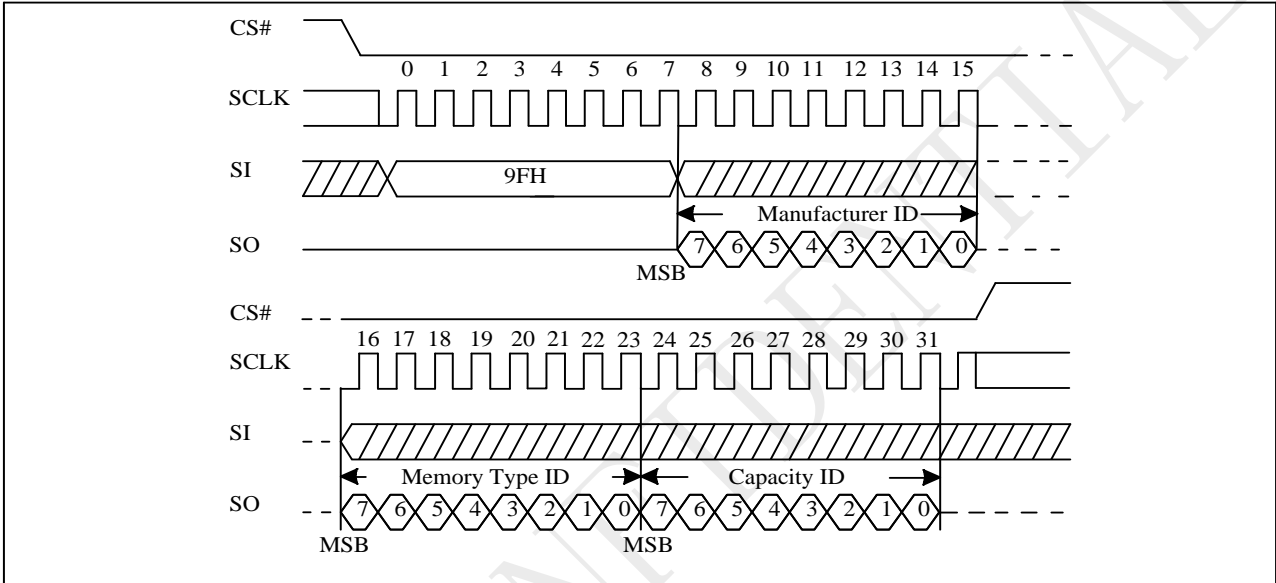 CS#
0 1 2 3 4 5 6 7 8 9 10 11 12 13 14 15
SCLK
SI
9FH
Manufacturer ID
SO
7 6 5 4 3 2 1 0
MSB
CS#
16 17 18 19 20 21 22 23 24 25 26 27 28 29 30 31
SCLK
SI
Memory Type ID Capacity ID
SO
7 6 5 4 3 2 1 0 7 6 5 4 3 2 1 0
MSB MSB